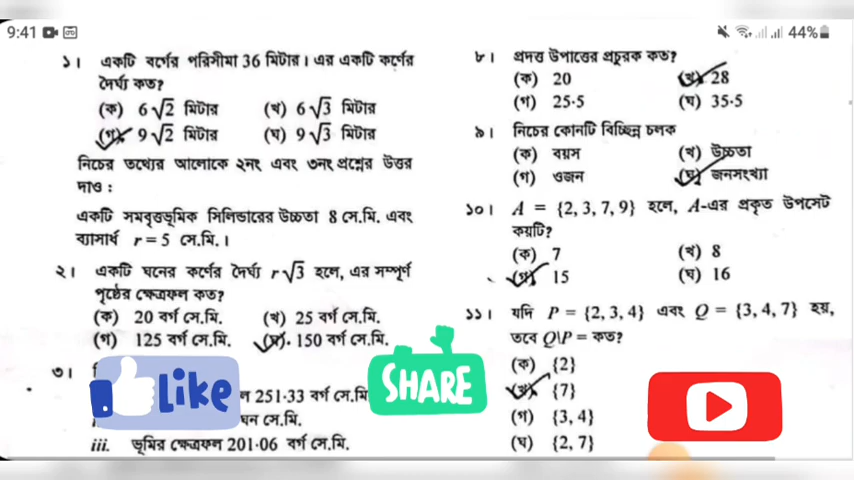 9:41
44%
১। একটি বর্গের পরিসীমা 36 মিটার। এর একটি কর্ণের
দৈর্ঘ্য কত?
(ক) 6√2 মিটার (খ) 6√3 মিটার
(গ) 9√2 মিটার (ঘ) 9√3 মিটার
নিচের তথ্যের আলোকে ২নং এবং ৩নং প্রশ্নের উত্তর
দাও :
একটি সমবৃত্তভূমিক সিলিন্ডারের উচ্চতা 8 সে.মি. এবং
ব্যাসার্ধ r = 5 সে.মি.।
২। একটি ঘনের কর্ণের দৈর্ঘ্য r√3 হলে, এর সম্পূর্ণ
পৃষ্ঠের ক্ষেত্রফল কত?
(ক) 20 বর্গ সে.মি. (খ) 25 বর্গ সে.মি.
(গ) 125 বর্গ সে.মি. (ঘ) 150 বর্গ সে.মি.
৩।
251·33 বর্গ সে.মি
ঘন সে.মি.
iii. ভূমির ক্ষেত্রফল 201·06 বর্গ সে.মি.
Like
SHARE
৮। প্রদত্ত উপাত্তের প্রচুরক কত?
(ক) 20 (খ) 28
(গ) 25·5 (ঘ) 35·5
৯। নিচের কোনটি বিচ্ছিন্ন চলক
(ক) বয়স (খ) উচ্চতা
(গ) ওজন (ঘ) জনসংখ্যা
১০। A = {2, 3, 7, 9} হলে, A-এর প্রকৃত উপসেট
কয়টি?
(ক) 7 (খ) 8
(গ) 15 (ঘ) 16
১১। যদি P = {2, 3, 4} এবং Q = {3, 4, 7} হয়,
তবে Q\P = কত?
(ক) {2}
(খ) {7}
(গ) {3, 4}
(ঘ) {2, 7}